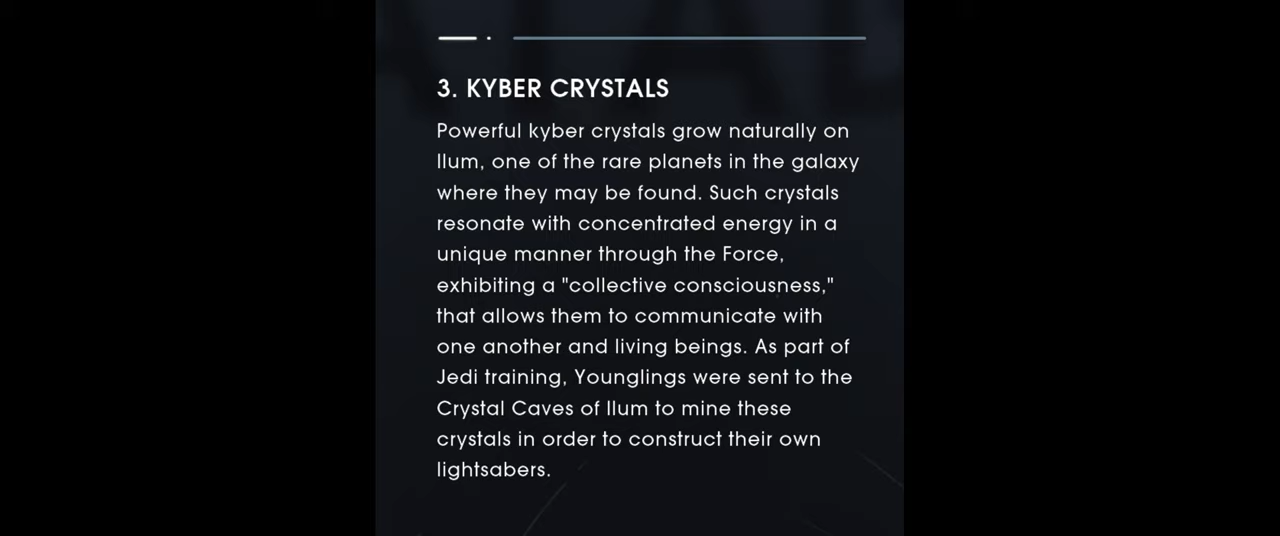 3. KYBER CRYSTALS
Powerful kyber crystals grow naturally on
Ilum, one of the rare planets in the galaxy
where they may be found. Such crystals
resonate with concentrated energy in a
unique manner through the Force,
exhibiting a "collective consciousness,"
that allows them to communicate with
one another and living beings. As part of
Jedi training, Younglings were sent to the
Crystal Caves of Ilum to mine these
crystals in order to construct their own
lightsabers.